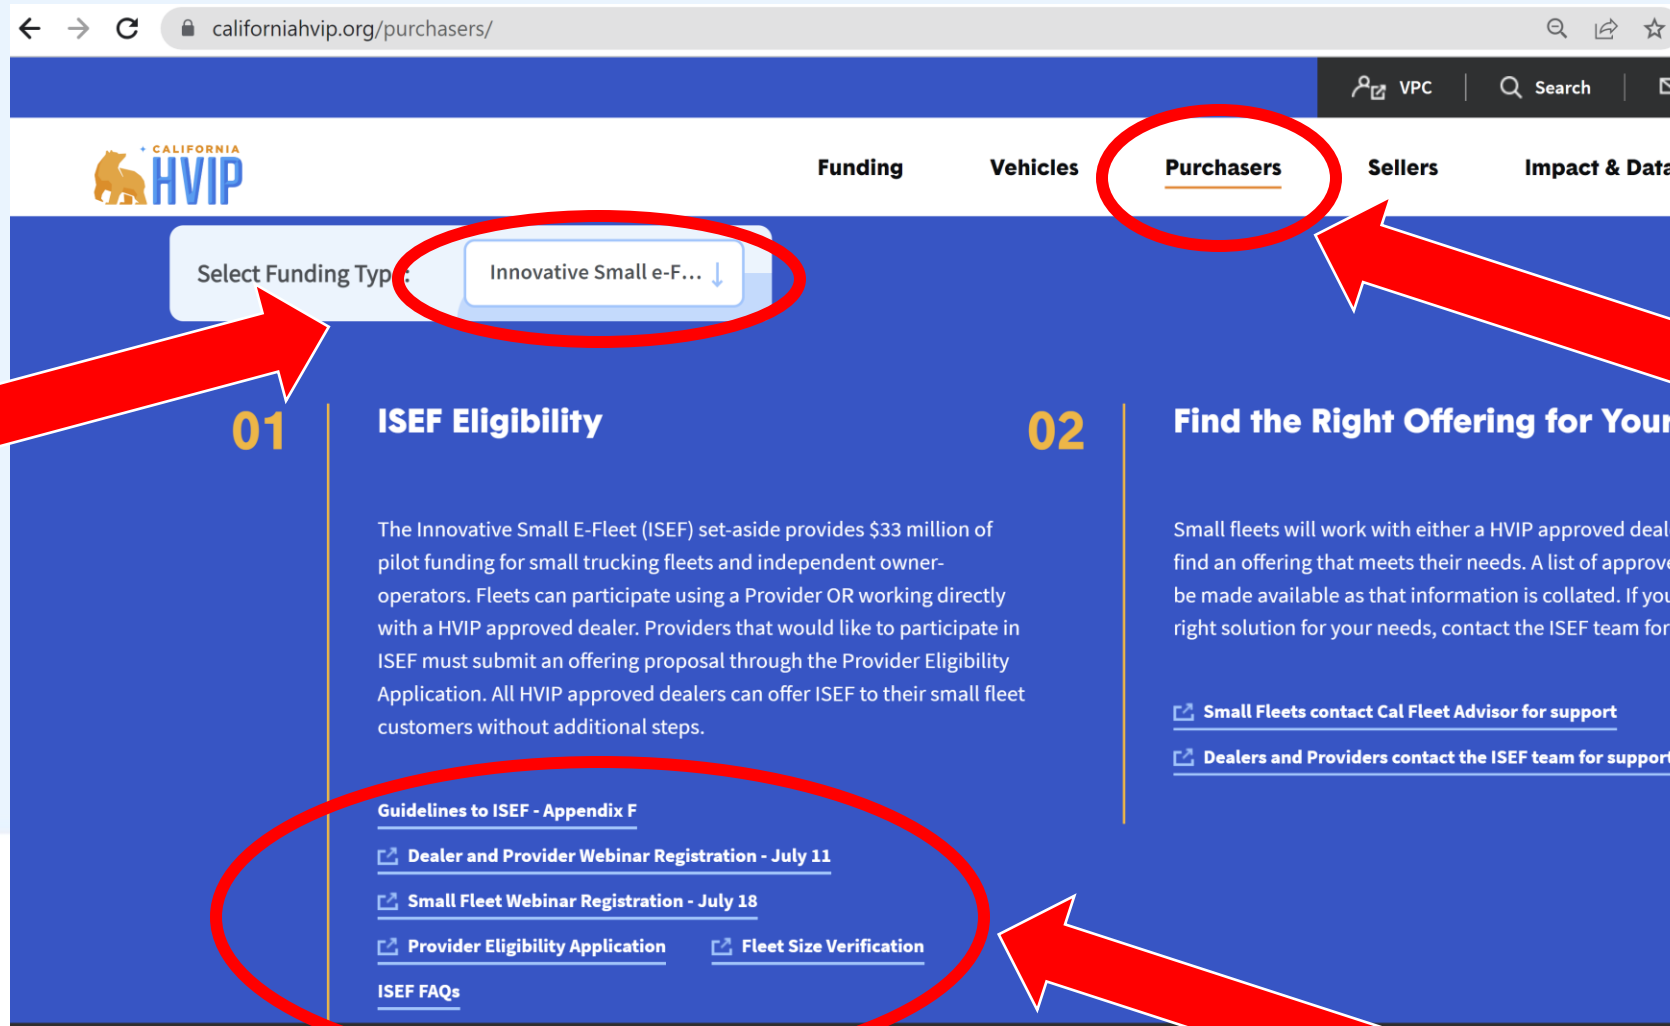 californiahvip.org/purchasers/
VPC
Search
CALIFORNIA
HVIP
Funding
Vehicles
Purchasers
Sellers
Impact & Data
Select Funding Type:
Innovative Small e-F...
01
ISEF Eligibility
The Innovative Small E-Fleet (ISEF) set-aside provides $33 million of
pilot funding for small trucking fleets and independent owner-
operators. Fleets can participate using a Provider OR working directly
with a HVIP approved dealer. Providers that would like to participate in
ISEF must submit an offering proposal through the Provider Eligibility
Application. All HVIP approved dealers can offer ISEF to their small fleet
customers without additional steps.
Guidelines to ISEF - Appendix F
Dealer and Provider Webinar Registration - July 11
Small Fleet Webinar Registration - July 18
Provider Eligibility Application
Fleet Size Verification
ISEF FAQs
02
Find the Right Offering for Your
Small fleets will work with either a HVIP approved
find an offering that meets their needs. A list of
be made available as that information is collated. If you
right solution for your needs, contact the ISEF team for
Small Fleets contact Cal Fleet Advisor for support
Dealers and Providers contact the ISEF team for support